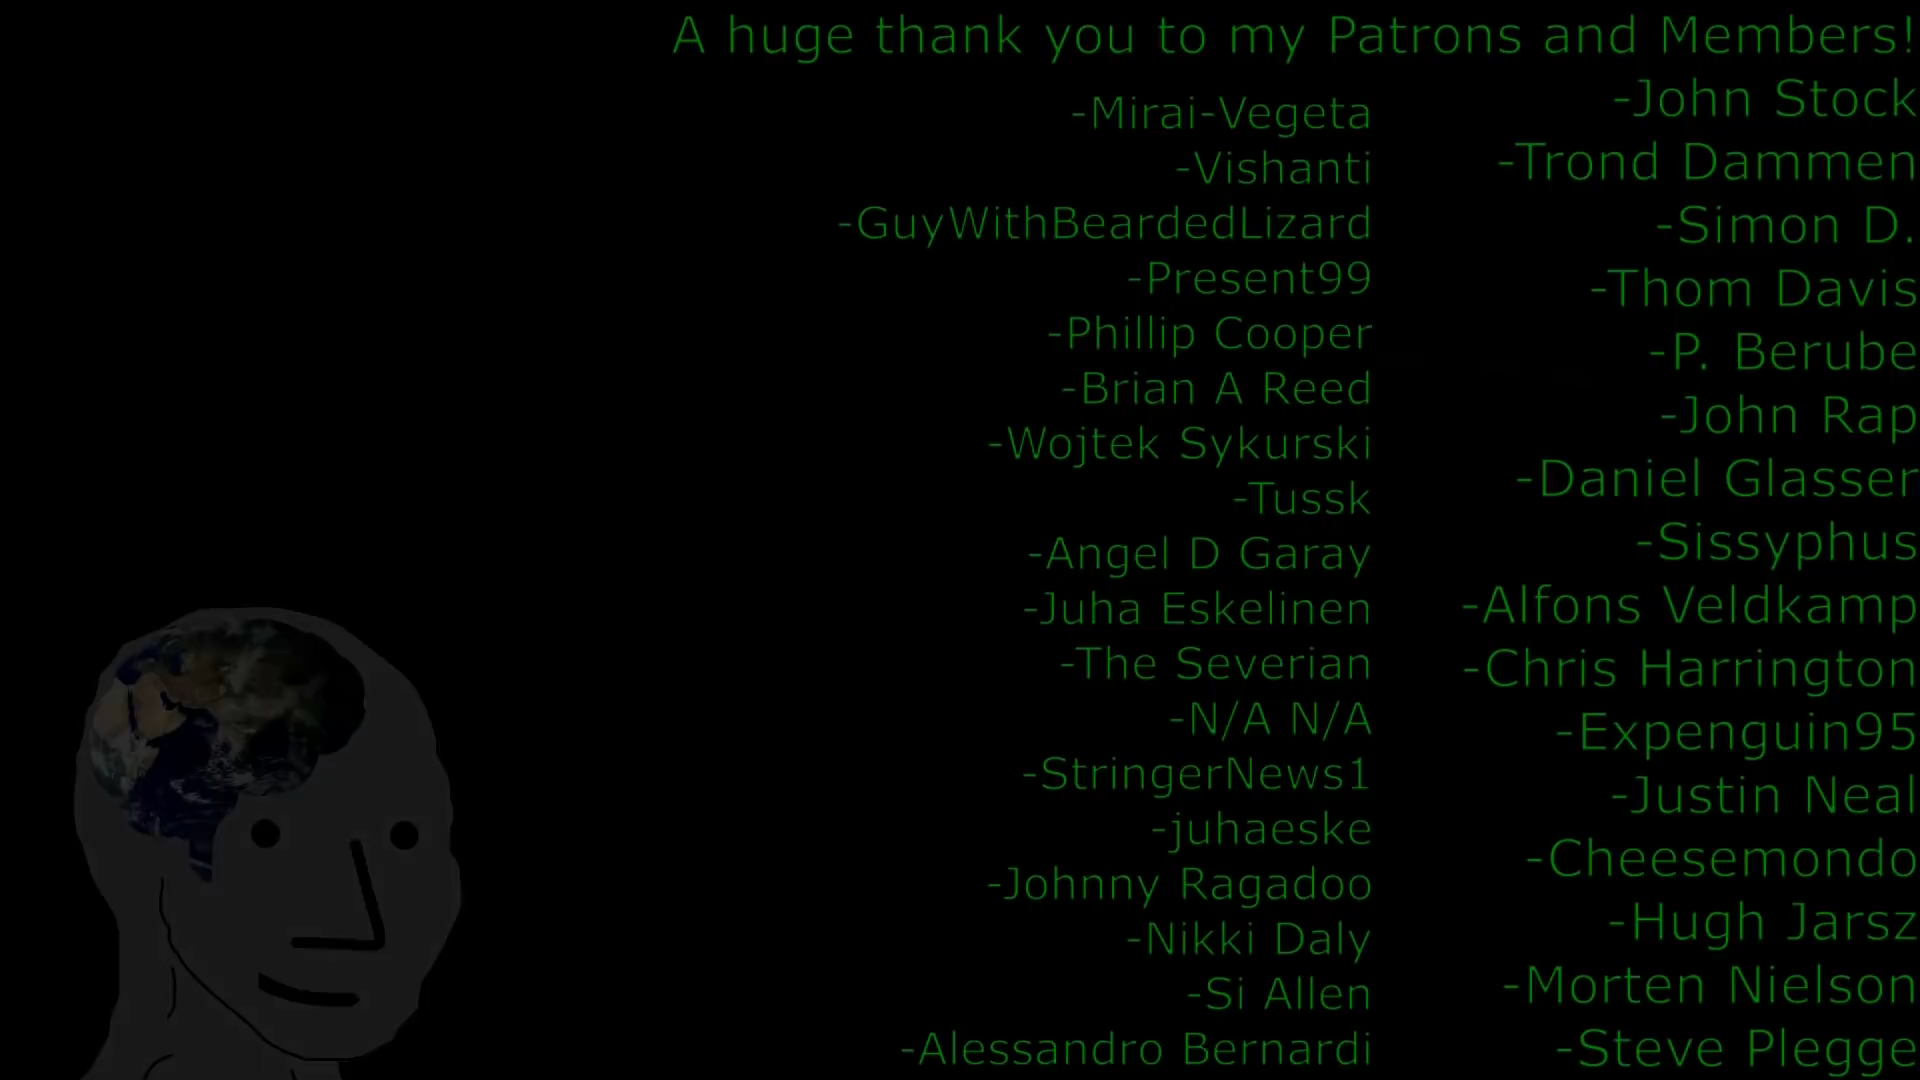 A huge thank you to my Patrons and Members!
-Mirai-Vegeta
-Vishanti
-GuyWithBeardedLizard
-Present99
-Phillip Cooper
-Brian A Reed
-Wojtek Sykurski
-Tussk
-Angel D Garay
-Juha Eskelinen
-The Severian
-N/A N/A
-StringerNews1
-juhaeske
-Johnny Ragadoo
-Nikki Daly
-Si Allen
-Alessandro Bernardi
-John Stock
-Trond Dammen
-Simon D.
-Thom Davis
-P. Berube
-John Rap
-Daniel Glasser
-Sissyphus
-Alfons Veldkamp
-Chris Harrington
-Expenguin95
-Justin Neal
-Cheesemondo
-Hugh Jarsz
-Morten Nielson
-Steve Plegge